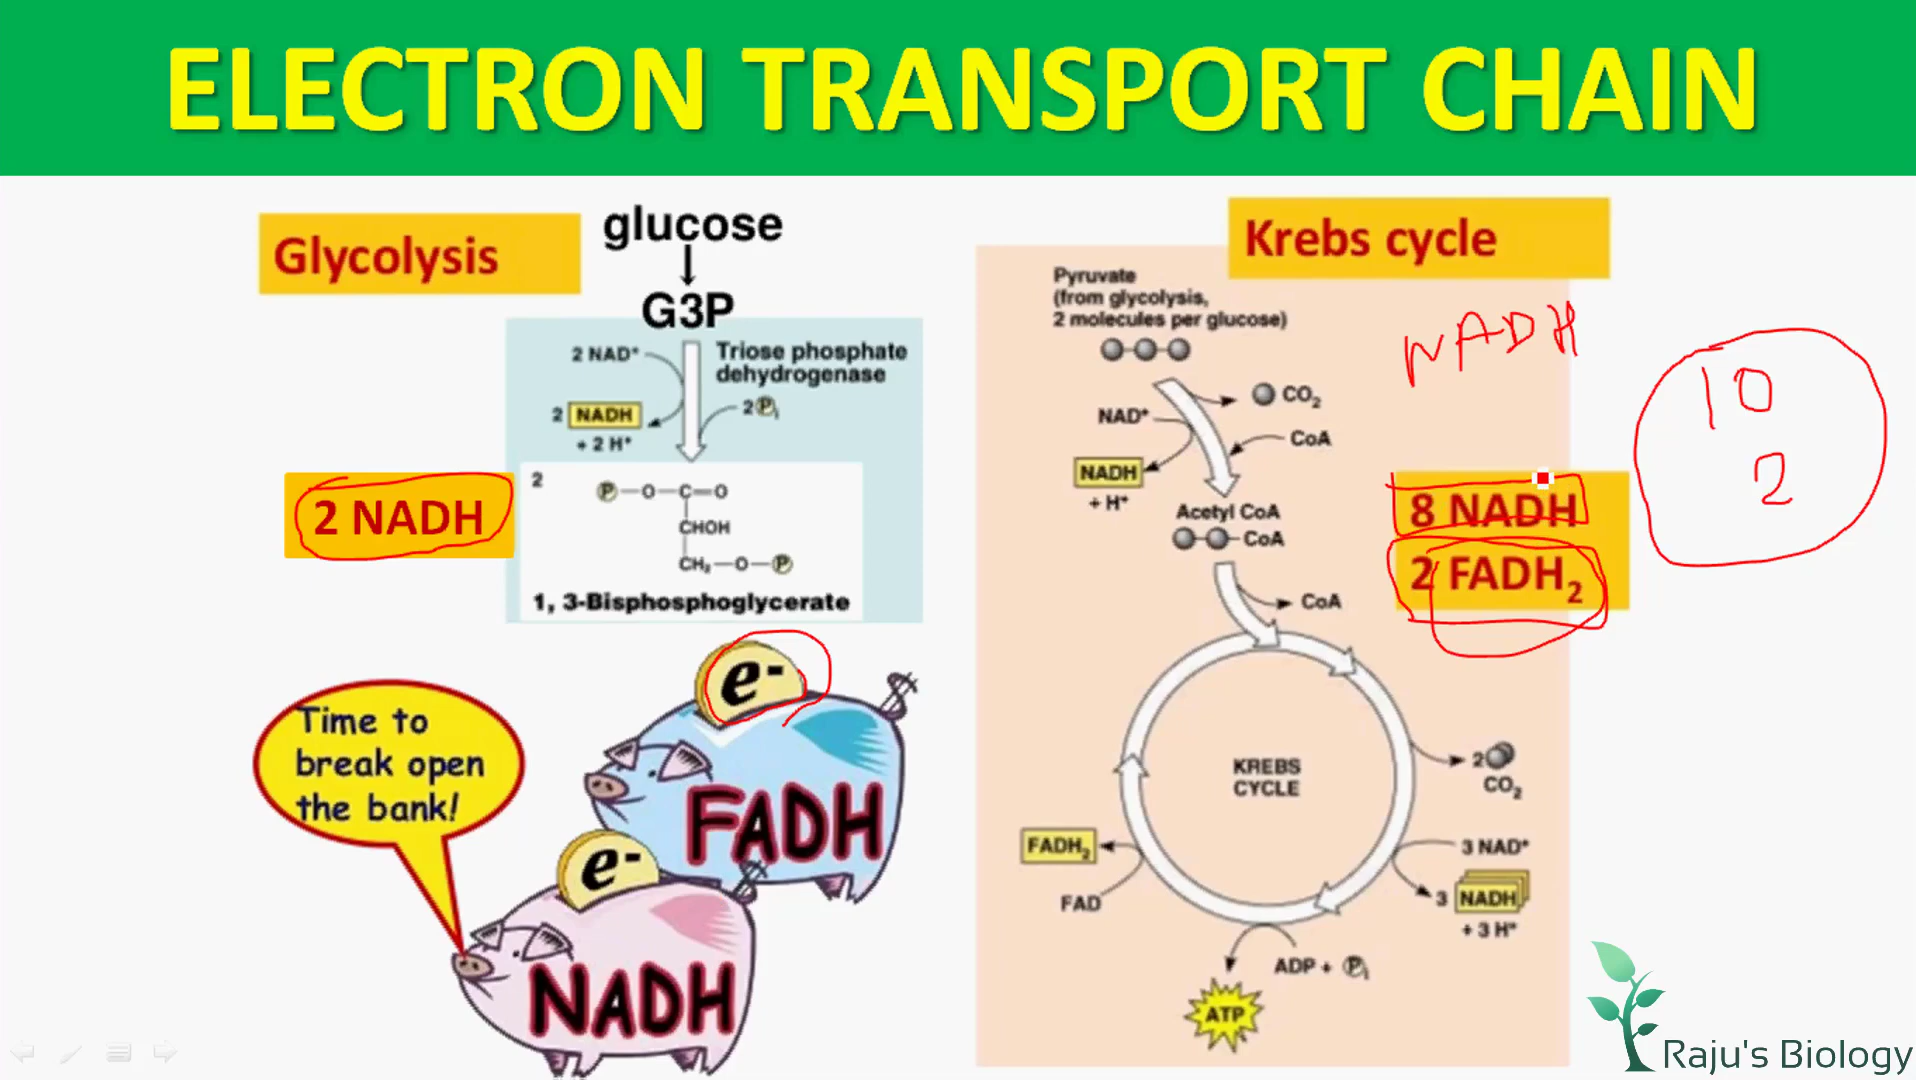 ELECTRON TRANSPORT CHAIN
Glycolysis
glucose
G3P
2 NAD⁺
Triose phosphate
dehydrogenase
2 NADH
+ 2 H⁺
2 Pi
2 NADH
2
P—O—C=O
CHOH
CH₂—O—P
1, 3-Bisphosphoglycerate
e-
FADH
Time to
break open
the bank!
e-
NADH
Krebs cycle
Pyruvate
(from glycolysis,
2 molecules per glucose)
CO₂
NAD⁺
CoA
NADH
+ H⁺
Acetyl CoA
CoA
CoA
KREBS
CYCLE
2
CO₂
3 NAD⁺
3 NADH
+ 3 H⁺
FADH₂
FAD
ADP + Pi
ATP
NADH
8 NADH
2 FADH₂
10
2
Raju's Biology